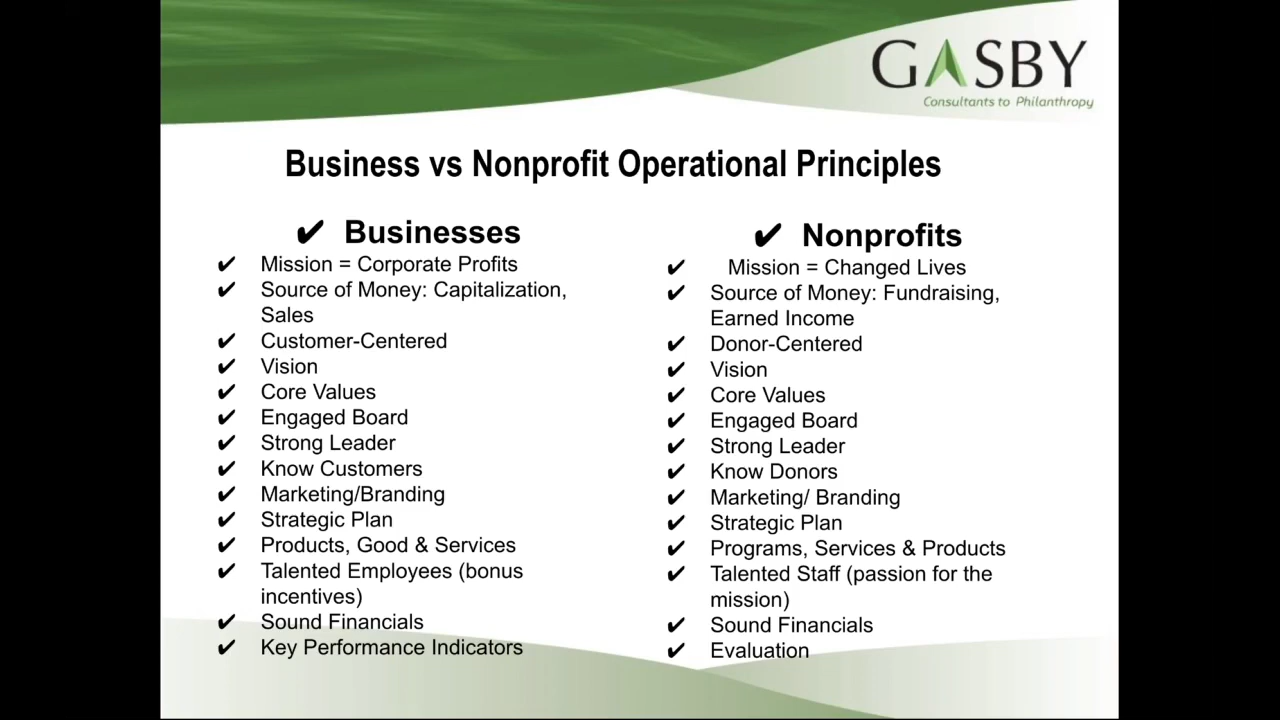 GASBY
Consultants to Philanthropy
Business vs Nonprofit Operational Principles
✔ Businesses
✔ Mission = Corporate Profits
✔ Source of Money: Capitalization,
Sales
✔ Customer-Centered
✔ Vision
✔ Core Values
✔ Engaged Board
✔ Strong Leader
✔ Know Customers
✔ Marketing/Branding
✔ Strategic Plan
✔ Products, Good & Services
✔ Talented Employees (bonus
incentives)
✔ Sound Financials
✔ Key Performance Indicators
✔ Nonprofits
✔ Mission = Changed Lives
✔ Source of Money: Fundraising,
Earned Income
✔ Donor-Centered
✔ Vision
✔ Core Values
✔ Engaged Board
✔ Strong Leader
✔ Know Donors
✔ Marketing/ Branding
✔ Strategic Plan
✔ Programs, Services & Products
✔ Talented Staff (passion for the
mission)
✔ Sound Financials
✔ Evaluation